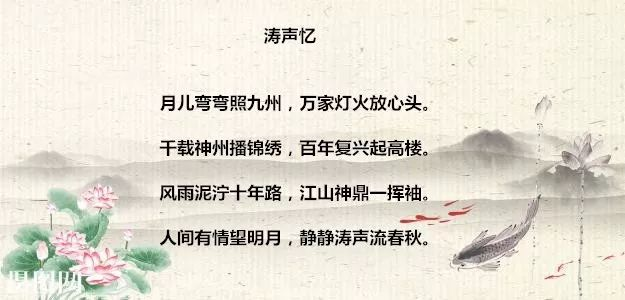 涛声忆
月儿弯弯照九州，万家灯火放心头。
千载神州播锦绣，百年复兴起高楼。
风雨泥泞十年路，江山神鼎一挥袖。
人间有情望明月，静静涛声流春秋。